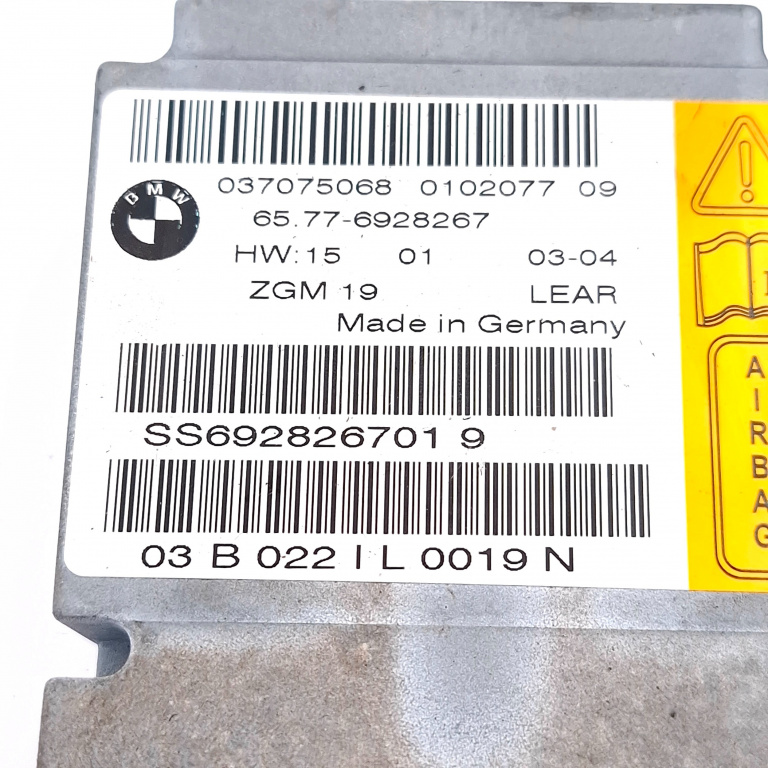 037075068 0102077 09
BMW
65.77-6928267
HW:15 01 03-04
ZGM 19 LEAR
Made in Germany
SS692826701 9
03 B 022 I L 0019 N
AIRBAG